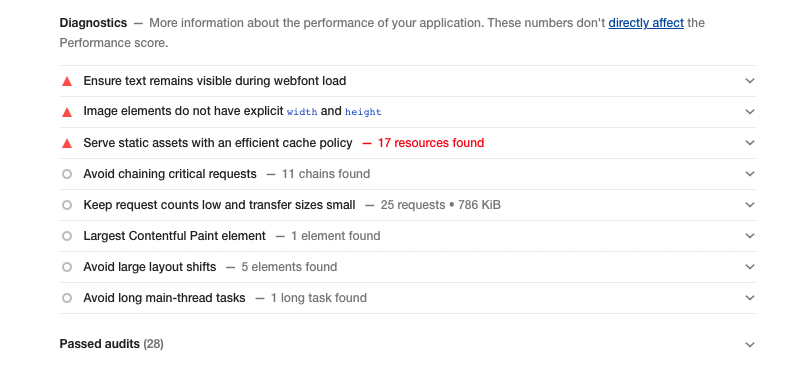 Diagnostics — More information about the performance of your application. These numbers don't directly affect the
Performance score.
Ensure text remains visible during webfont load
Image elements do not have explicit width and height
Serve static assets with an efficient cache policy — 17 resources found
Avoid chaining critical requests — 11 chains found
Keep request counts low and transfer sizes small — 25 requests • 786 KiB
Largest Contentful Paint element — 1 element found
Avoid large layout shifts — 5 elements found
Avoid long main-thread tasks — 1 long task found
Passed audits (28)